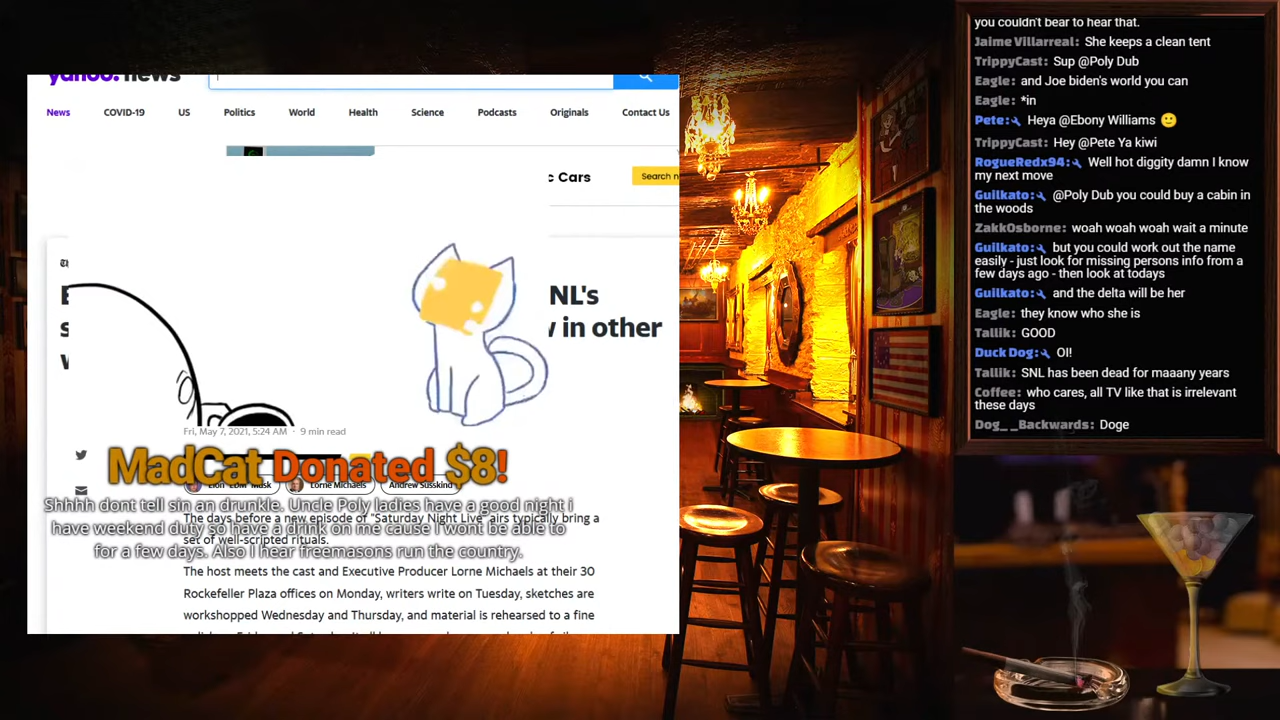 yahoo! news
News COVID-19 US Politics World Health Science Podcasts Originals Contact Us
c Cars
Search n
NL's
w in other
Fri, May 7, 2021, 5:24 AM · 9 min read
MadCat Donated $8!
Elon "EDM" Musk Lorne Michaels Andrew Susskind
Shhhh dont tell sin an drunkle. Uncle Poly ladies have a good night i
have weekend duty so have a drink on me cause I wont be able to
for a few days. Also I hear freemasons run the country.
The days before a new episode of "Saturday Night Live" airs typically bring a
set of well-scripted rituals.
The host meets the cast and Executive Producer Lorne Michaels at their 30
Rockefeller Plaza offices on Monday, writers write on Tuesday, sketches are
workshopped Wednesday and Thursday, and material is rehearsed to a fine
you couldn't bear to hear that.
Jaime Villarreal: She keeps a clean tent
TrippyCast: Sup @Poly Dub
Eagle: and Joe biden's world you can
Eagle: *in
Pete: Heya @Ebony Williams 🙂
TrippyCast: Hey @Pete Ya kiwi
RogueRedx94: Well hot diggity damn I know
my next move
Guilkato: @Poly Dub you could buy a cabin in
the woods
ZakkOsborne: woah woah woah wait a minute
Guilkato: but you could work out the name
easily - just look for missing persons info from a
few days ago - then look at todays
Guilkato: and the delta will be her
Eagle: they know who she is
Tallik: GOOD
Duck Dog: OI!
Tallik: SNL has been dead for maaany years
Coffee: who cares, all TV like that is irrelevant
these days
Dog_ _Backwards: Doge